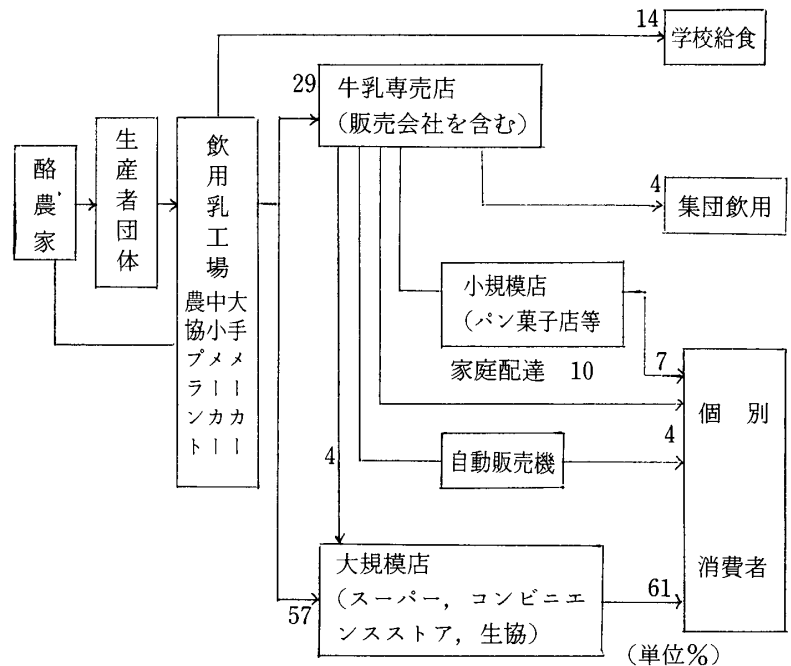 14
学校給食
29
牛乳専売店
(販売会社を含む)
酪農家
生産者団体
飲用乳工場
大手メーカー
中小メーカー
農協プラント
4
集団飲用
小規模店
(パン菓子店等
家庭配達 10
7
個別
消費者
4
自動販売機
4
大規模店
(スーパー,コンビニエ
ンスストア,生協)
57
61
(単位%)